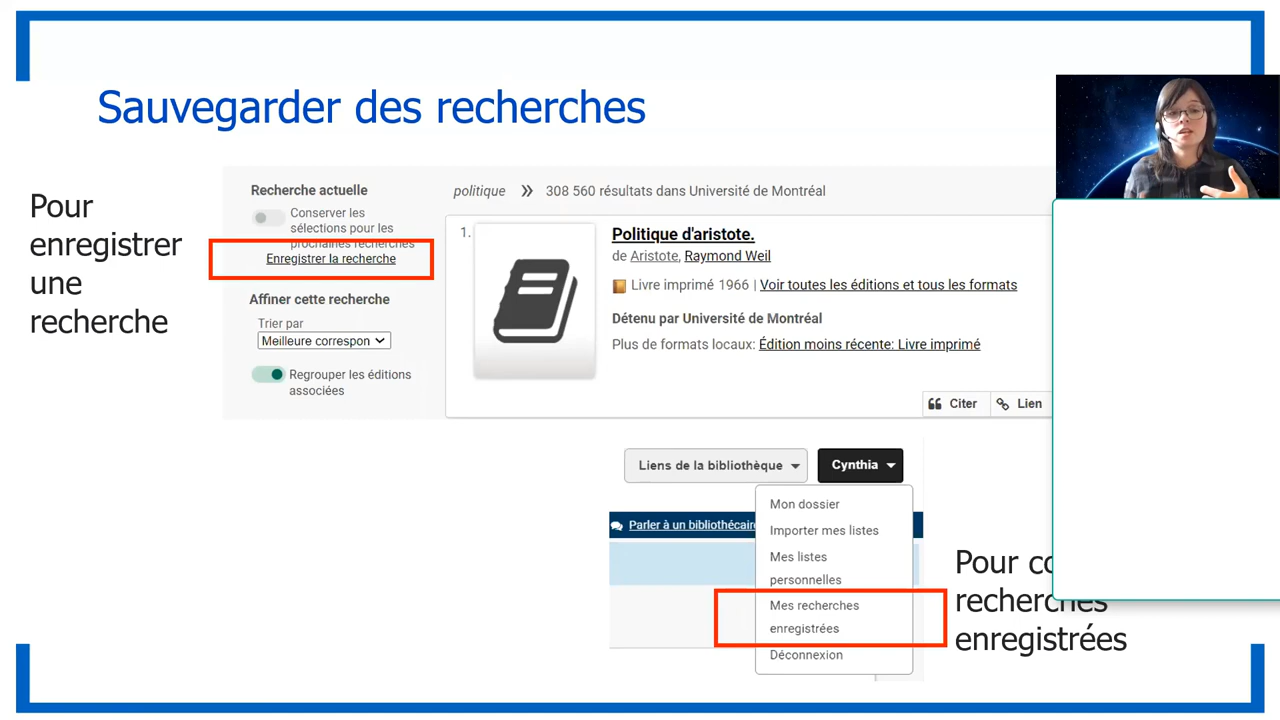 Sauvegarder des recherches
Pour
enregistrer
une
recherche
Recherche actuelle
Conserver les
sélections pour les
prochaines recherches
Enregistrer la recherche
Affiner cette recherche
Trier par
Meilleure correspon
Regrouper les éditions
associées
politique » 308 560 résultats dans Université de Montréal
1.
Politique d'aristote.
de Aristote, Raymond Weil
Livre imprimé 1966 | Voir toutes les éditions et tous les formats
Détenu par Université de Montréal
Plus de formats locaux: Édition moins récente: Livre imprimé
Citer
Lien
Liens de la bibliothèque
Cynthia
Parler à un bibliothécaire
Mon dossier
Importer mes listes
Mes listes
personnelles
Mes recherches
enregistrées
Déconnexion
Pour
recherches
enregistrées